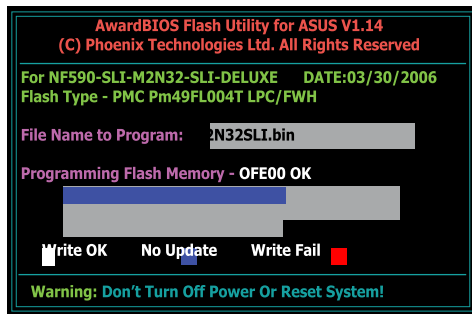 AwardBIOS Flash Utility for ASUS V1.14
(C) Phoenix Technologies Ltd. All Rights Reserved
For NF590-SLI-M2N32-SLI-DELUXE DATE:03/30/2006
Flash Type - PMC Pm49FL004T LPC/FWH
File Name to Program: 2N32SLI.bin
Programming Flash Memory - OFE00 OK
Write OK No Update Write Fail
Warning: Don't Turn Off Power Or Reset System!